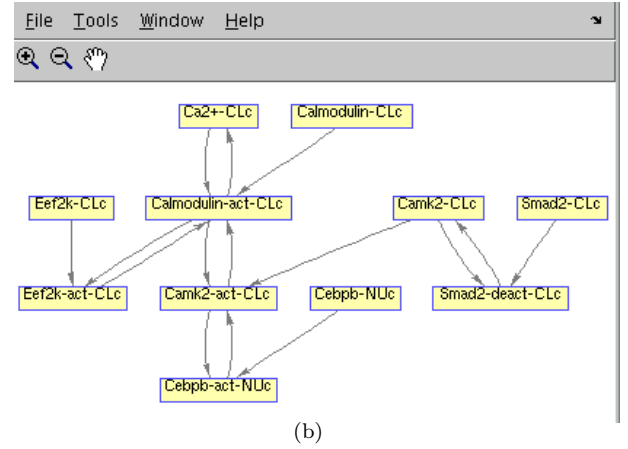 File Tools Window Help
Ca2+-CLc Calmodulin-CLc
Eef2k-CLc Calmodulin-act-CLc Camk2-CLc Smad2-CLc
Eef2k-act-CLc Camk2-act-CLc Cebpb-NUc Smad2-deact-CLc
Cebpb-act-NUc
(b)